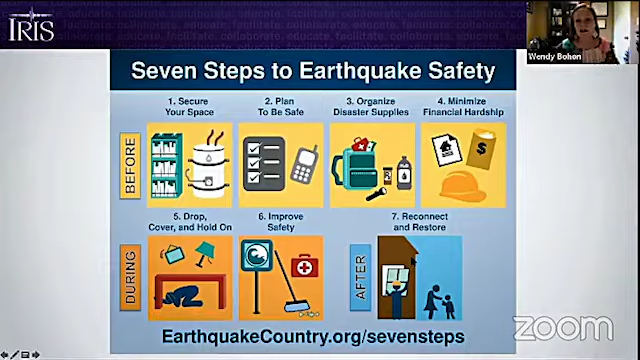 IRIS
Wendy Bohon
Seven Steps to Earthquake Safety
1. Secure
Your Space
2. Plan
To Be Safe
3. Organize
Disaster Supplies
4. Minimize
Financial Hardship
BEFORE
$
5. Drop,
Cover, and Hold On
6. Improve
Safety
7. Reconnect
and Restore
DURING
AFTER
EarthquakeCountry.org/sevensteps
zoom